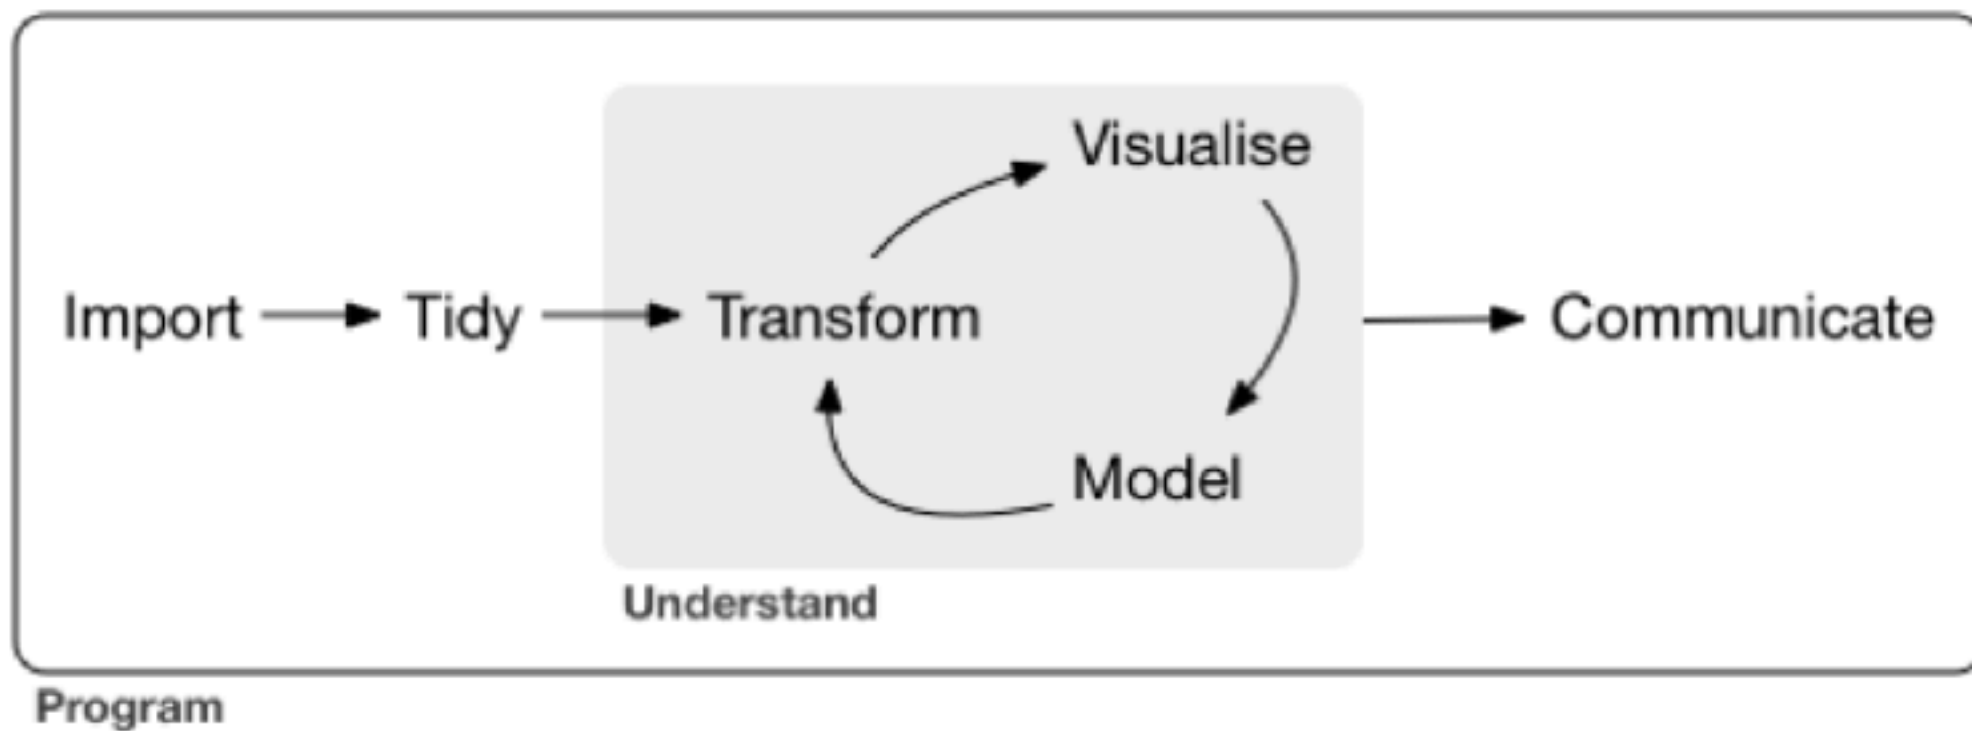 Visualise
Import Tidy Transform Communicate
Model
Understand
Program